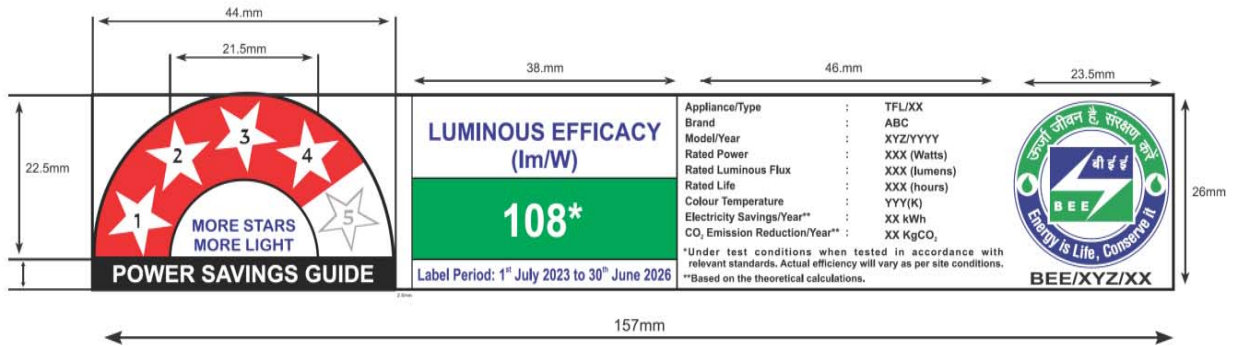 44.mm
21.5mm
38.mm
46.mm
23.5mm
22.5mm
1
2
3
4
5
MORE STARS
MORE LIGHT
POWER SAVINGS GUIDE
LUMINOUS EFFICACY
(lm/W)
108*
Label Period: 1st July 2023 to 30th June 2026
Appliance/Type : TFL/XX
Brand : ABC
Model/Year : XYZ/YYYY
Rated Power : XXX (Watts)
Rated Luminous Flux : XXX (lumens)
Rated Life : XXX (hours)
Colour Temperature : YYY(K)
Electricity Savings/Year** : XX kWh
CO2 Emission Reduction/Year** : XX KgCO2
*Under test conditions when tested in accordance with
relevant standards. Actual efficiency will vary as per site conditions.
**Based on the theoretical calculations.
ऊर्जा जीवन है, संरक्षण करें
बीईई
BEE
Energy is Life, Conserve it
BEE/XYZ/XX
26mm
157mm